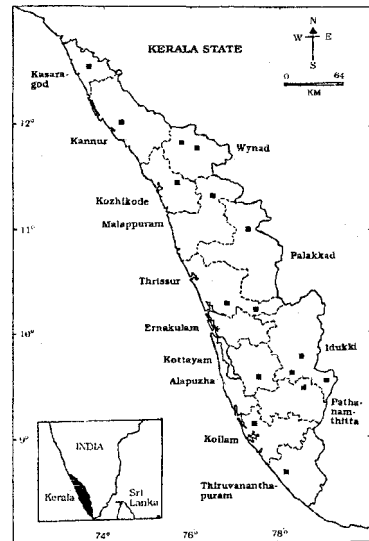 KERALA STATE
N
W E
S
0 64
KM
Kasara-
god
12°
Kannur
Wynad
Kozhikode
Malappuram
11°
Palakkad
Thrissur
Ernakulam
10°
Idukki
Kottayam
Alapuzha
Patha-
nam-
thitta
9°
Kollam
INDIA
Kerala
Sri
Lanka
Thiruvanantha-
puram
74°
76°
78°